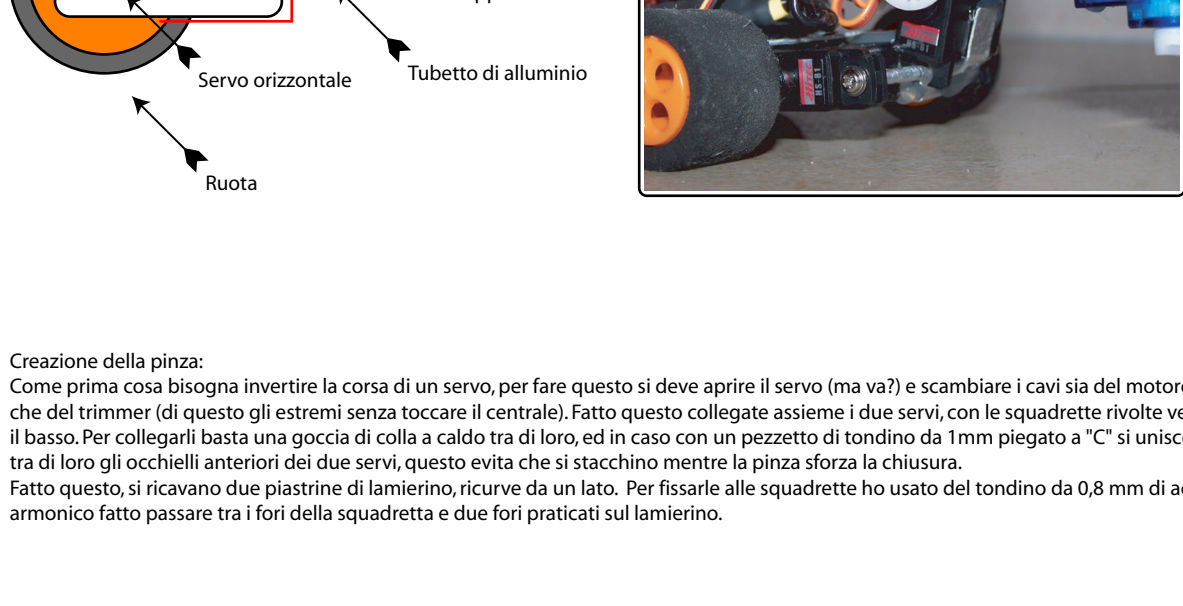 Servo orizzontale
Tubetto di alluminio
Ruota
HS-81
HS-81
Creazione della pinza:
Come prima cosa bisogna invertire la corsa di un servo, per fare questo si deve aprire il servo (ma va?) e scambiare i cavi sia del motore
che del trimmer (di questo gli estremi senza toccare il centrale). Fatto questo collegate assieme i due servi, con le squadrette rivolte
il basso. Per collegarli basta una goccia di colla a caldo tra di loro, ed in caso con un pezzetto di tondino da 1mm piegato a "C" si
tra di loro gli occhielli anteriori dei due servi, questo evita che si stacchino mentre la pinza sforza la chiusura.
Fatto questo, si ricavano due piastrine di lamierino, ricurve da un lato. Per fissarle alle squadrette ho usato del tondino da 0,8 mm di
armonico fatto passare tra i fori della squadretta e due fori praticati sul lamierino.